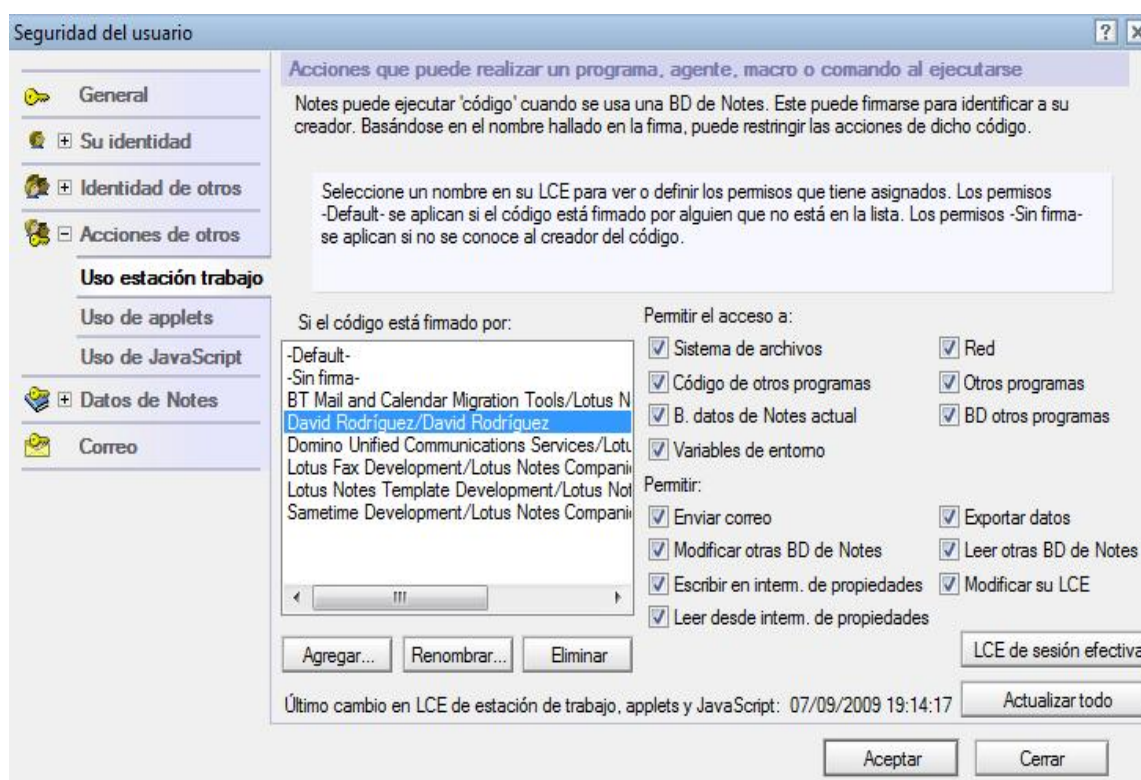 Seguridad del usuario
General
Su identidad
Identidad de otros
Acciones de otros
Uso estación trabajo
Uso de applets
Uso de JavaScript
Datos de Notes
Correo
Acciones que puede realizar un programa, agente, macro o comando al ejecutarse
Notes puede ejecutar 'código' cuando se usa una BD de Notes. Este puede firmarse para identificar a su
creador. Basándose en el nombre hallado en la firma, puede restringir las acciones de dicho código.
Seleccione un nombre en su LCE para ver o definir los permisos que tiene asignados. Los permisos
-Default- se aplican si el código está firmado por alguien que no está en la lista. Los permisos -Sin firma-
se aplican si no se conoce al creador del código.
Si el código está firmado por:
-Default-
-Sin firma-
BT Mail and Calendar Migration Tools/Lotus N
David Rodríguez/David Rodríguez
Domino Unified Communications Services/Lotu
Lotus Fax Development/Lotus Notes Compani
Lotus Notes Template Development/Lotus Not
Sametime Development/Lotus Notes Compani
Agregar...
Renombrar...
Eliminar
Permitir el acceso a:
Sistema de archivos
Red
Código de otros programas
Otros programas
B. datos de Notes actual
BD otros programas
Variables de entorno
Permitir:
Enviar correo
Exportar datos
Modificar otras BD de Notes
Leer otras BD de Notes
Escribir en interm. de propiedades
Modificar su LCE
Leer desde interm. de propiedades
LCE de sesión efectiva
Último cambio en LCE de estación de trabajo, applets y JavaScript: 07/09/2009 19:14:17
Actualizar todo
Aceptar
Cerrar